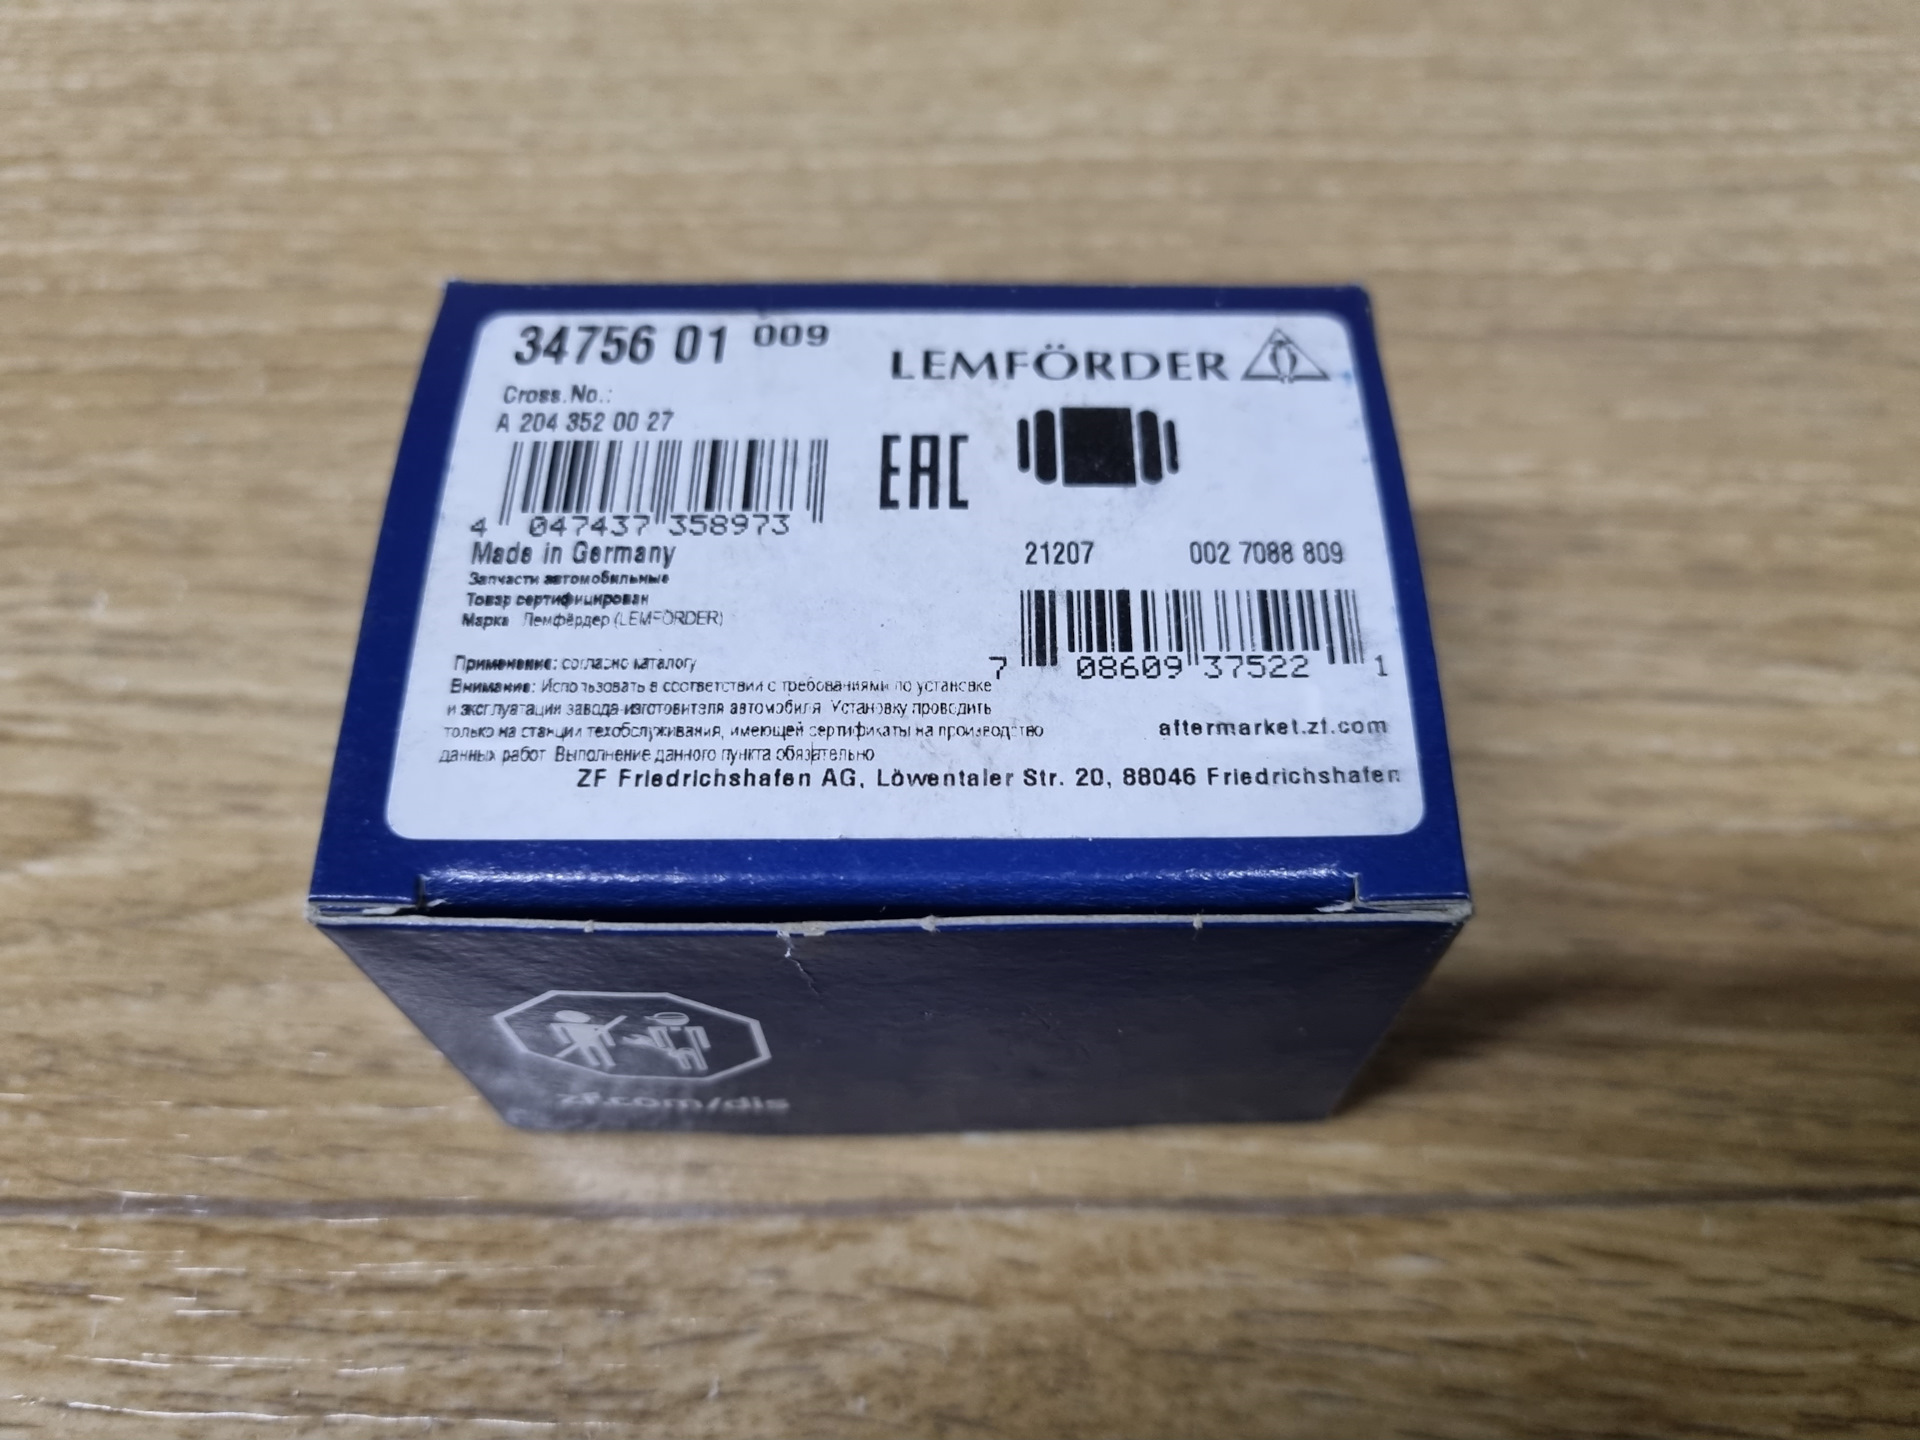 34756 01 009
LEMFÖRDER
Cross.No.:
A 204 352 00 27
EAC
4 047437 358973
Made in Germany
21207 002 7088 809
Запчасти автомобильные
Товар сертифицирован
Марка Лемфёрдер (LEMFÖRDER)
7 08609 37522 1
Применение: согласно каталогу
Внимание: Использовать в соответствии с требованиями по установке
и эксплуатации завода-изготовителя автомобиля Установку проводить
только на станции техобслуживания, имеющей сертификаты на производство
данных работ Выполнение данного пункта обязательно
aftermarket.zf.com
ZF Friedrichshafen AG, Löwentaler Str. 20, 88046 Friedrichshafen
zf.com/dis